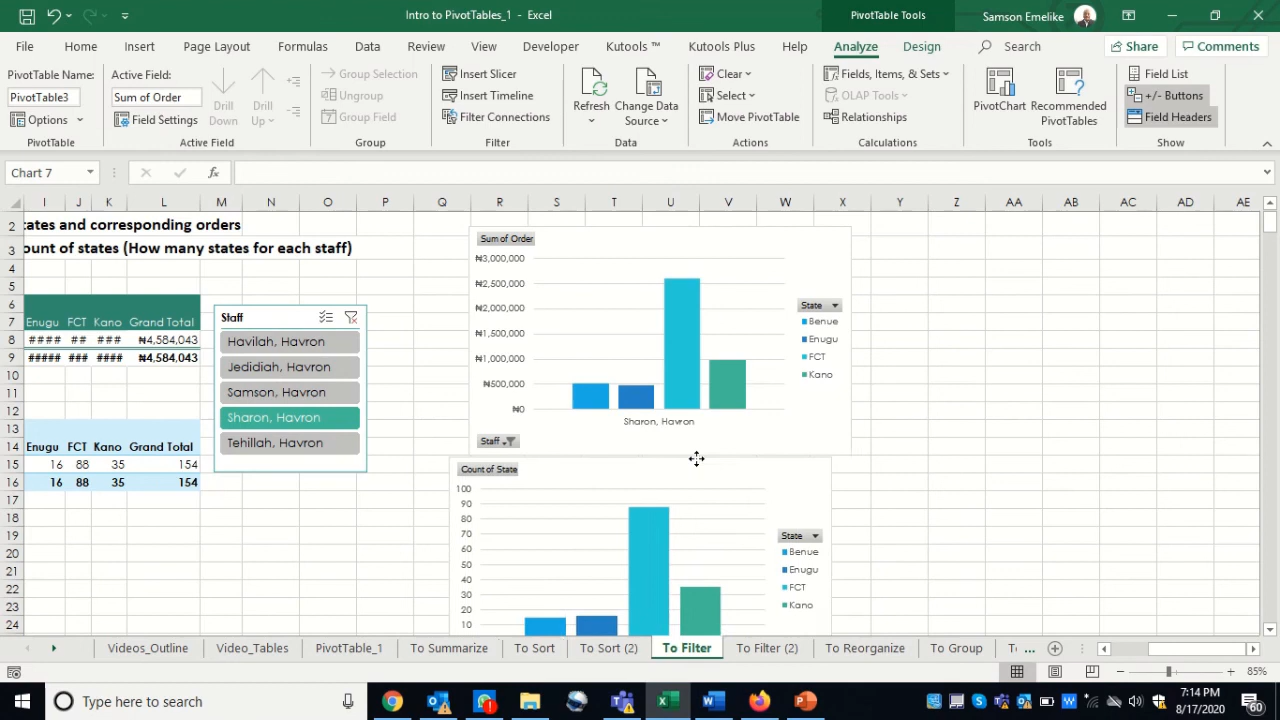 Intro to PivotTables_1 - Excel
PivotTable Tools
Samson Emelike
File Home Insert Page Layout Formulas Data Review View Developer Kutools ™ Kutools Plus Help Analyze Design Search Share Comments
PivotTable Name:
PivotTable3
Options
PivotTable
Active Field:
Sum of Order
Field Settings
Drill Down
Drill Up
Active Field
Group Selection
Ungroup
Group Field
Group
Insert Slicer
Insert Timeline
Filter Connections
Filter
Refresh
Change Data Source
Data
Clear
Select
Move PivotTable
Actions
Fields, Items, & Sets
OLAP Tools
Relationships
Calculations
PivotChart
Recommended PivotTables
Tools
Field List
+/- Buttons
Field Headers
Show
Chart 7
fx
I J K L M N O P Q R S T U V W X Y Z AA AB AC AD AE
2 ates and corresponding orders
3 ount of states (How many states for each staff)
4
5
6
7 Enugu FCT Kano Grand Total
8 #### ## ### ₦4,584,043
9 ##### ### #### ₦4,584,043
10
11
12
13
14 Enugu FCT Kano Grand Total
15 16 88 35 154
16 16 88 35 154
17
18
19
20
21
22
23
24
Staff
Havilah, Havron
Jedidiah, Havron
Samson, Havron
Sharon, Havron
Tehillah, Havron
Sum of Order
₦3,000,000
₦2,500,000
₦2,000,000
₦1,500,000
₦1,000,000
₦500,000
₦0
Sharon, Havron
Staff
State
Benue
Enugu
FCT
Kano
Count of State
100
90
80
70
60
50
40
30
20
10
State
Benue
Enugu
FCT
Kano
Videos_Outline Video_Tables PivotTable_1 To Summarize To Sort To Sort (2) To Filter To Filter (2) To Reorganize To Group ...
85%
Type here to search
7:14 PM
8/17/2020
60